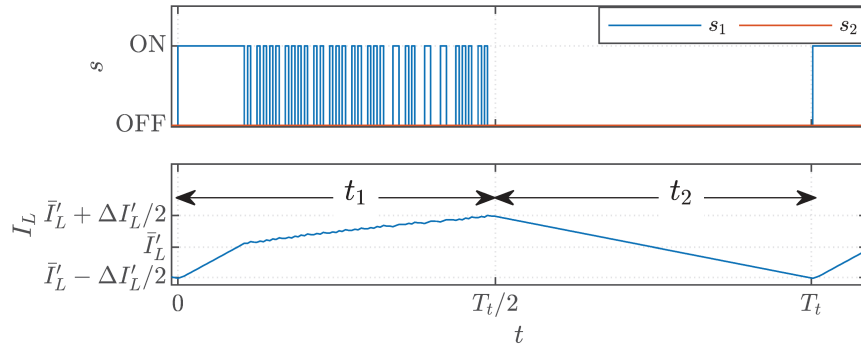 s₁ s₂
ON
s
OFF
t₁ t₂
I_L
Ī′_L + ΔI′_L/2
Ī′_L
Ī′_L − ΔI′_L/2
0 T_t/2 T_t
t